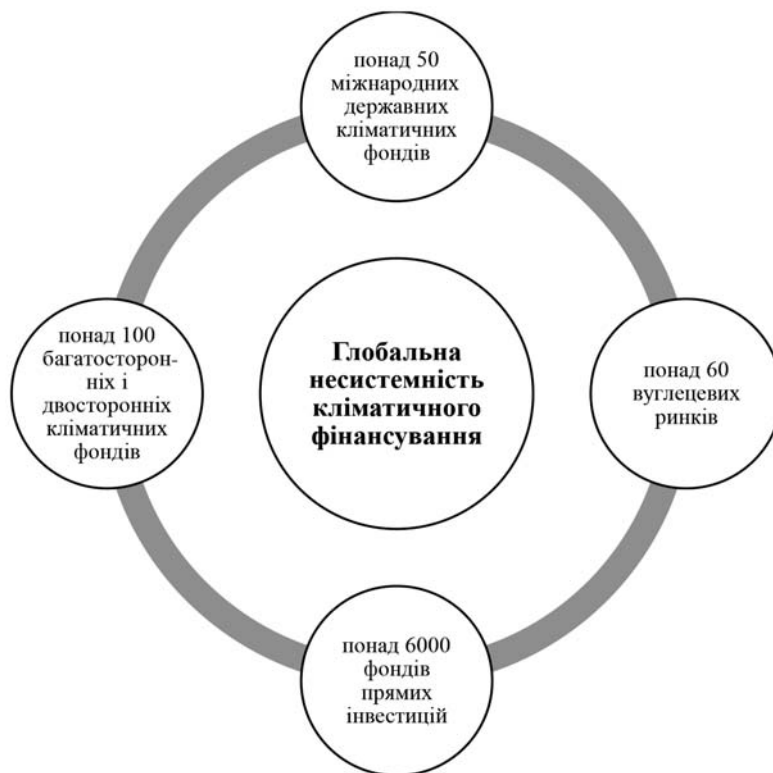 понад 50
міжнародних
державних
кліматичних
фондів
понад 100
багатосторон-
ніх і
двосторонніх
кліматичних
фондів
Глобальна
несистемність
кліматичного
фінансування
понад 60
вуглецевих
ринків
понад 6000
фондів
прямих
інвестицій